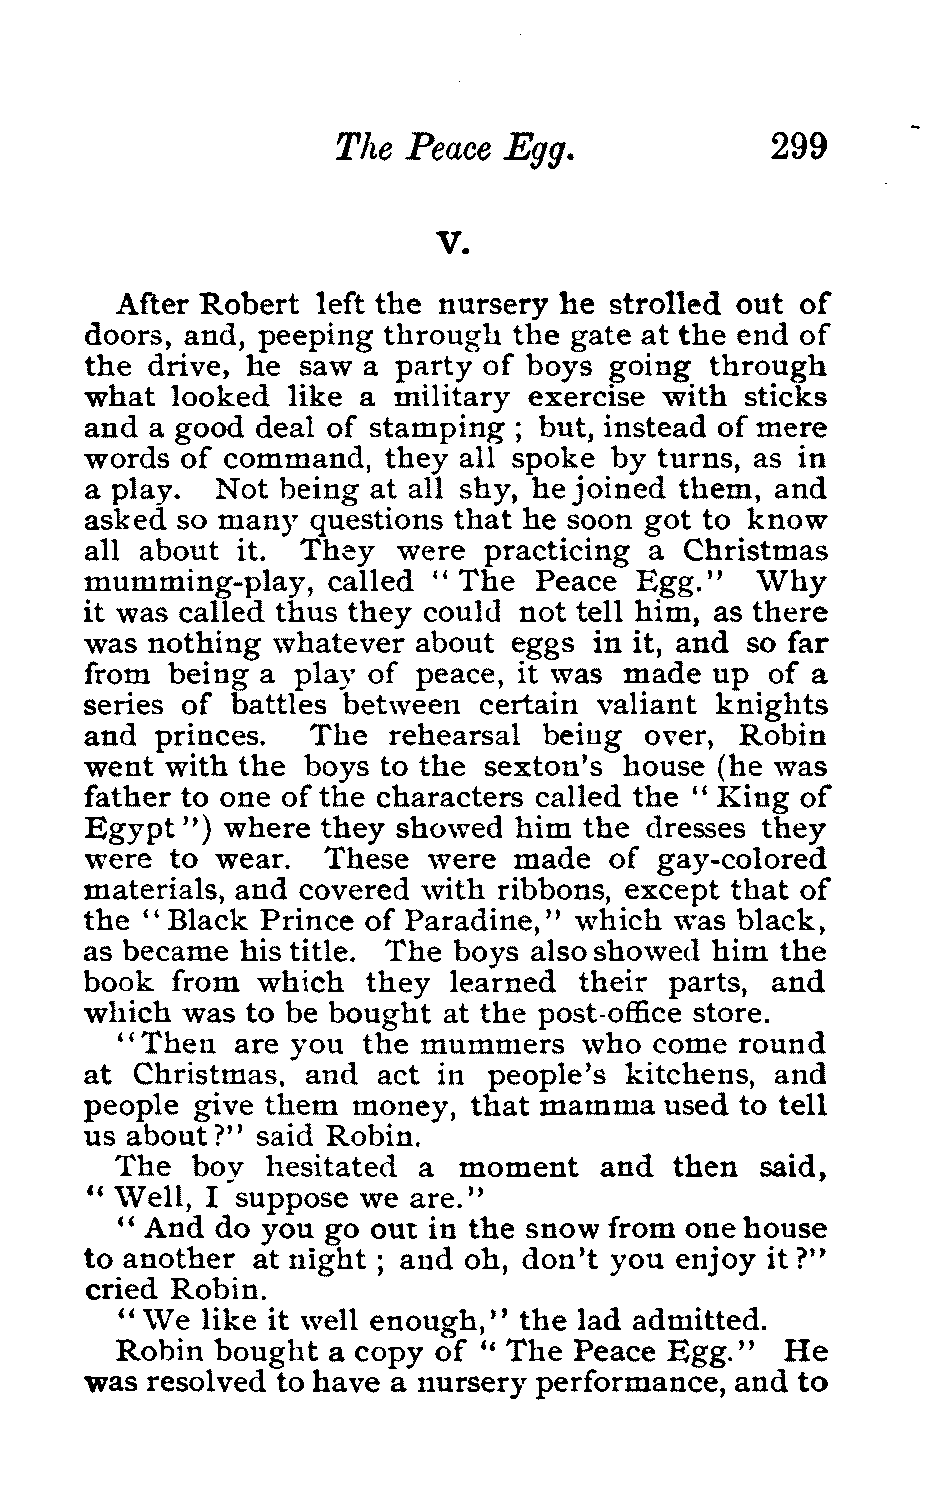 The Peace Egg. 299
V.
After Robert left the nursery he strolled out of
doors, and, peeping through the gate at the end of
the drive, he saw a party of boys going through
what looked like a military exercise with sticks
and a good deal of stamping ; but, instead of mere
words of command, they all spoke by turns, as in
a play. Not being at all shy, he joined them, and
asked so many questions that he soon got to know
all about it. They were practicing a Christmas
mumming-play, called "The Peace Egg." Why
it was called thus they could not tell him, as there
was nothing whatever about eggs in it, and so far
from being a play of peace, it was made up of a
series of battles between certain valiant knights
and princes. The rehearsal being over, Robin
went with the boys to the sexton's house (he was
father to one of the characters called the "King of
Egypt") where they showed him the dresses they
were to wear. These were made of gay-colored
materials, and covered with ribbons, except that of
the "Black Prince of Paradine," which was black,
as became his title. The boys also showed him the
book from which they learned their parts, and
which was to be bought at the post-office store.
"Then are you the mummers who come round
at Christmas, and act in people's kitchens, and
people give them money, that mamma used to tell
us about?" said Robin.
The boy hesitated a moment and then said,
"Well, I suppose we are."
"And do you go out in the snow from one house
to another at night ; and oh, don't you enjoy it?"
cried Robin.
"We like it well enough," the lad admitted.
Robin bought a copy of "The Peace Egg." He
was resolved to have a nursery performance, and to